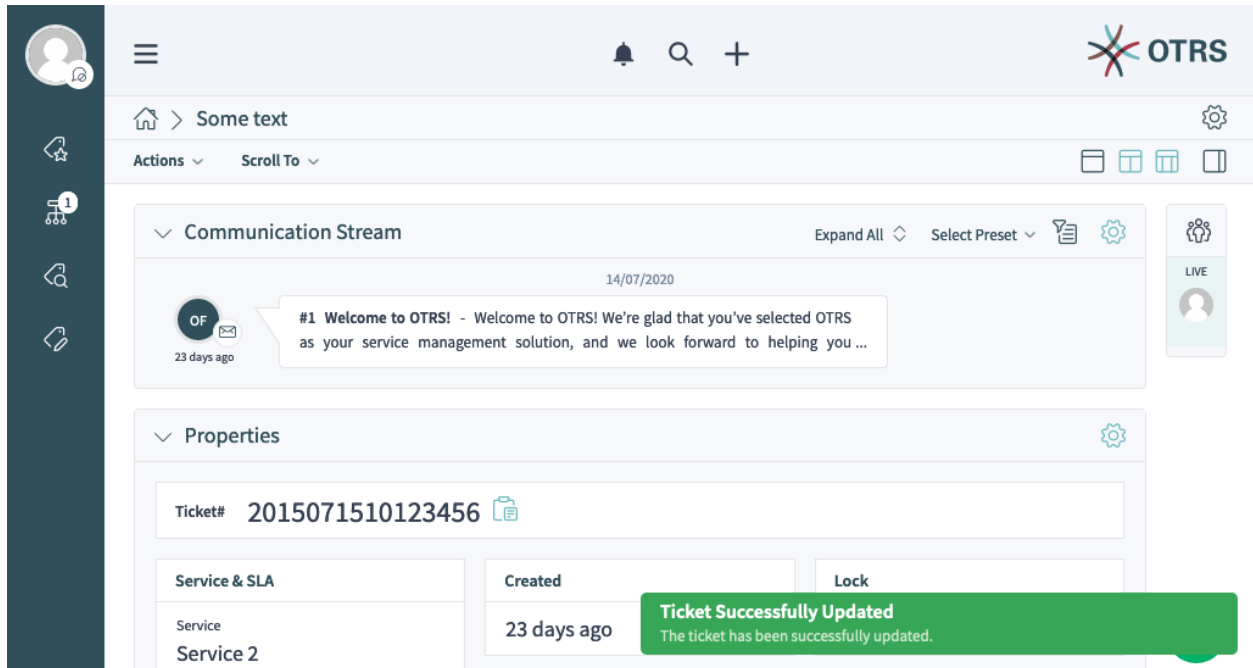 OTRS
Some text
Actions
Scroll To
1
Communication Stream
Expand All
Select Preset
LIVE
14/07/2020
OF
#1 Welcome to OTRS! - Welcome to OTRS! We're glad that you've selected OTRS
as your service management solution, and we look forward to helping you ...
23 days ago
Properties
Ticket# 2015071510123456
Service & SLA
Created
Lock
Service
Service 2
23 days ago
Ticket Successfully Updated
The ticket has been successfully updated.